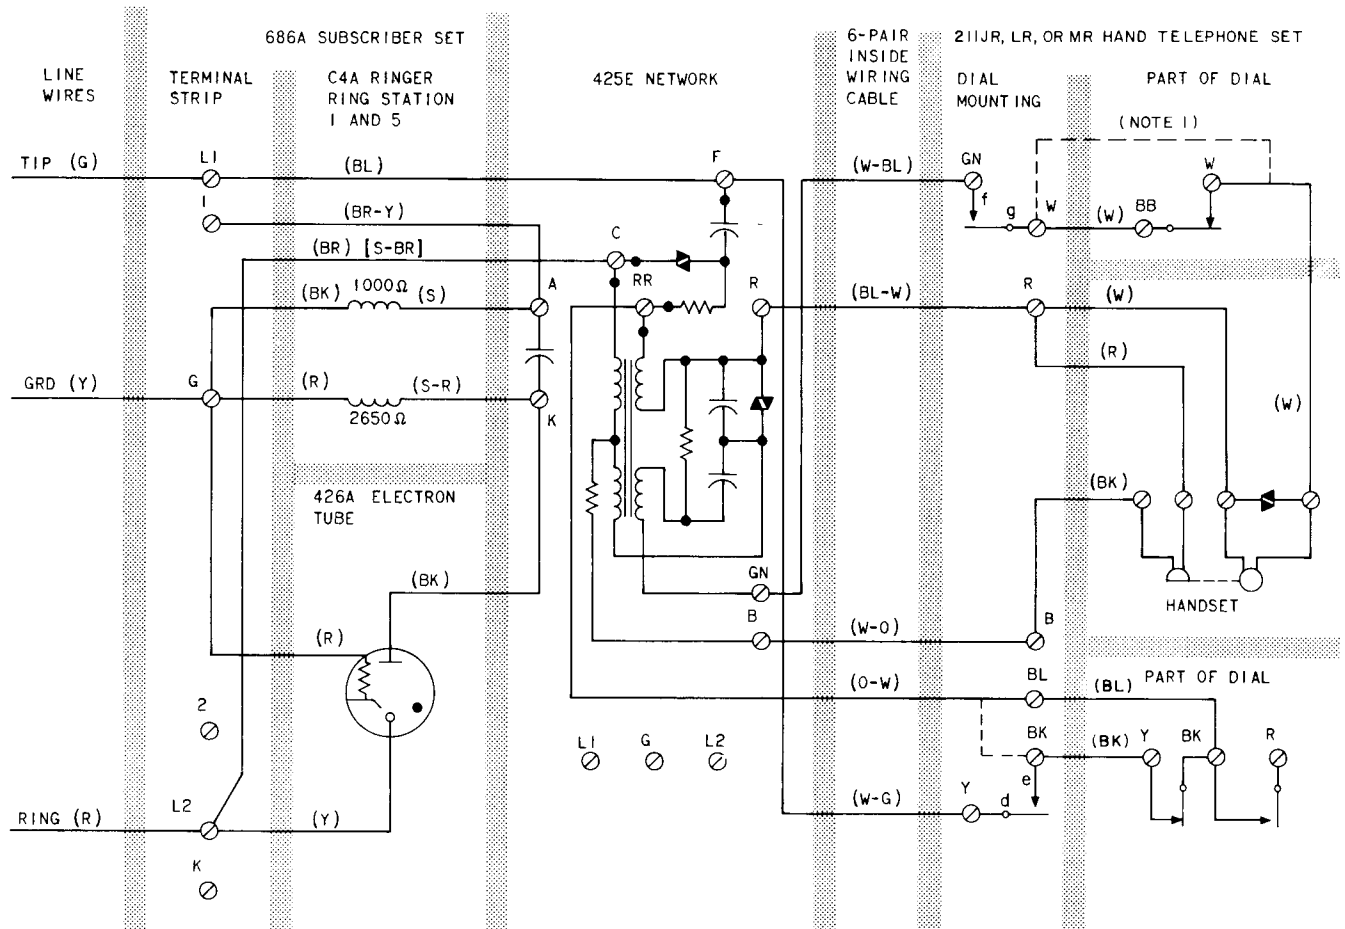 686A SUBSCRIBER SET
6-PAIR
INSIDE
WIRING
CABLE
211JR, LR, OR MR HAND TELEPHONE SET
LINE
WIRES
TERMINAL
STRIP
C4A RINGER
RING STATION
1 AND 5
425E NETWORK
DIAL
MOUNTING
PART OF DIAL
(NOTE 1)
TIP (G)
L1
(BL)
F
(W-BL)
GN
f
g
W
(W)
BB
W
1
(BR-Y)
(BR) [S-BR]
C
RR
R
(BK)
1000Ω
(S)
A
(BL-W)
R
(W)
(R)
GRD (Y)
G
(R)
(S-R)
2650Ω
K
(W)
426A ELECTRON
TUBE
(BK)
(BK)
GN
HANDSET
(R)
B
(W-O)
B
(O-W)
BL
(BL)
PART OF DIAL
2
L1
G
L2
BK
(BK)
Y
BK
R
e
L2
RING (R)
(Y)
(W-G)
Y
d
K